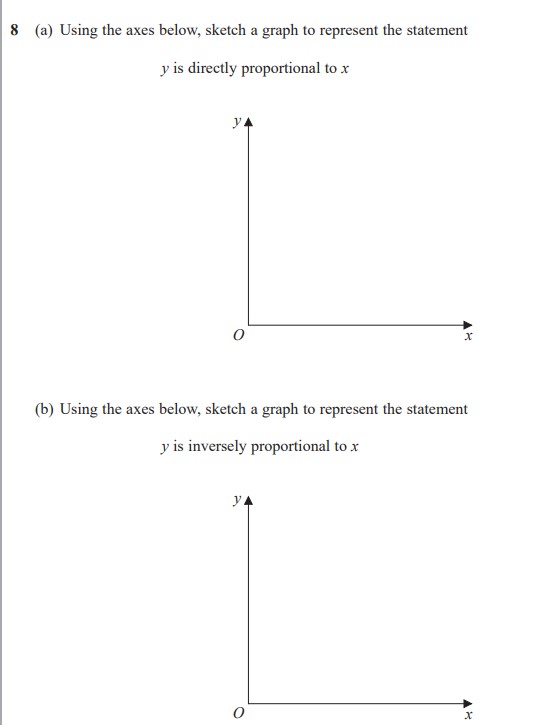 8 (a) Using the axes below, sketch a graph to represent the statement
y is directly proportional to x
y
O
x
(b) Using the axes below, sketch a graph to represent the statement
y is inversely proportional to x
y
O
x